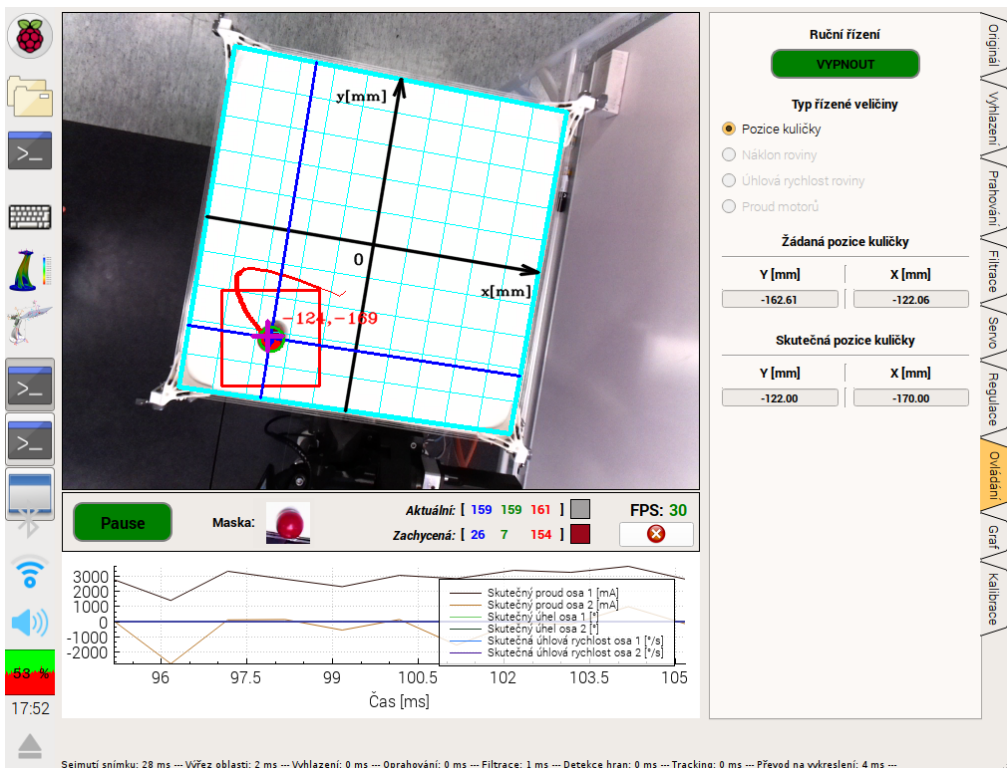 y[mm]
0
x[mm]
-124,-169
Ruční řízení
VYPNOUT
Typ řízené veličiny
Pozice kuličky
Náklon roviny
Úhlová rychlost roviny
Proud motorů
Žádaná pozice kuličky
Y [mm] X [mm]
-162.61 -122.06
Skutečná pozice kuličky
Y [mm] X [mm]
-122.00 -170.00
Originál
Vyhlazení
Prahování
Filtrace
Servo
Regulace
Ovládání
Graf
Kalibrace
Pause
Maska:
Aktuální: [ 159 159 161 ]
Zachycená: [ 26 7 154 ]
FPS: 30
3000
2000
1000
0
-1000
-2000
Skutečný proud osa 1 [mA]
Skutečný proud osa 2 [mA]
Skutečný úhel osa 1 [°]
Skutečný úhel osa 2 [°]
Skutečná úhlová rychlost osa 1 [°/s]
Skutečná úhlová rychlost osa 2 [°/s]
96 97.5 99 100.5 102 103.5 105
Čas [ms]
53 %
17:52
Sejmutí snímku: 28 ms --- Výřez oblasti: 2 ms --- Vyhlazení: 0 ms --- Oprahování: 0 ms --- Filtrace: 1 ms --- Detekce hran: 0 ms --- Tracking: 0 ms --- Převod na vykreslení: 4 ms ---